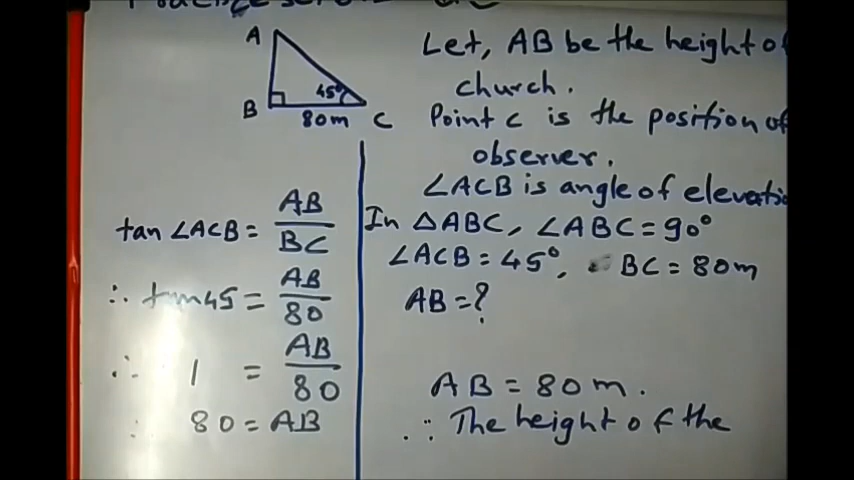 A
45°
B
80m
C
Let, AB be the height of
church.
Point C is the position of
observer.
∠ACB is angle of
In △ABC, ∠ABC = 90°
∠ACB = 45°, BC = 80m
AB = ?
tan ∠ACB = AB/BC
∴ tan 45 = AB/80
∴ 1 = AB/80
∴ 80 = AB
AB = 80m.
∴ The height of the